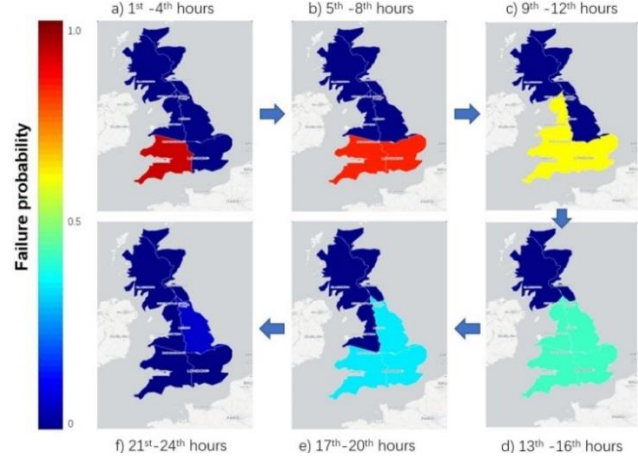 a) 1st -4th hours
b) 5th -8th hours
c) 9th -12th hours
1.0
0.5
0
Failure probability
f) 21st-24th hours
e) 17th-20th hours
d) 13th -16th hours